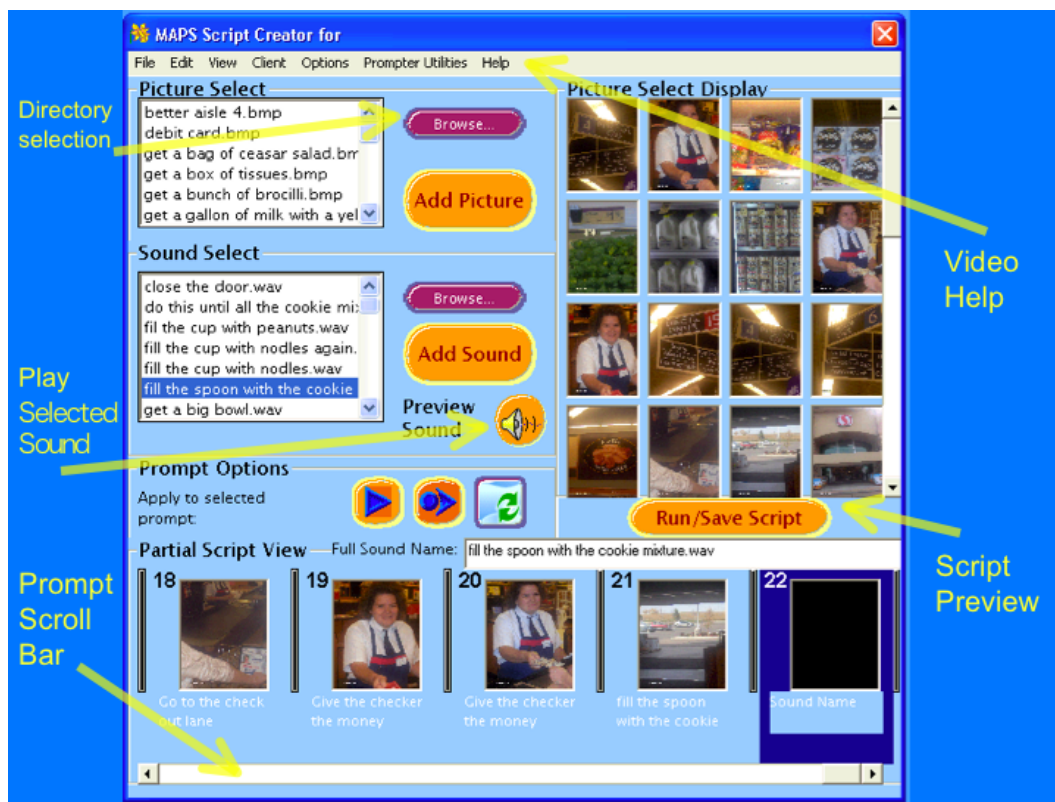 MAPS Script Creator for
File Edit View Client Options Prompter Utilities Help
Directory
selection
Picture Select
better aisle 4.bmp
debit card.bmp
get a bag of ceasar salad.bm
get a box of tissues.bmp
get a bunch of brocilli.bmp
get a gallon of milk with a yel
Browse...
Add Picture
Picture Select Display
Video
Help
Sound Select
close the door.wav
do this until all the cookie mix
fil the cup with peanuts.wav
fill the cup with nodles again.
fill the cup with nodles.wav
fill the spoon with the cookie
get a big bowl.wav
Browse...
Add Sound
Preview
Sound
Play
Selected
Sound
Prompt Options
Apply to selected
prompt:
Run/Save Script
Script
Preview
Partial Script View
Full Sound Name: fill the spoon with the cookie mixture.wav
Prompt
Scroll
Bar
18 19 20 21 22
Go to the check
out lane
Give the checker
the money
Give the checker
the money
fill the spoon
with the cookie
Sound Name